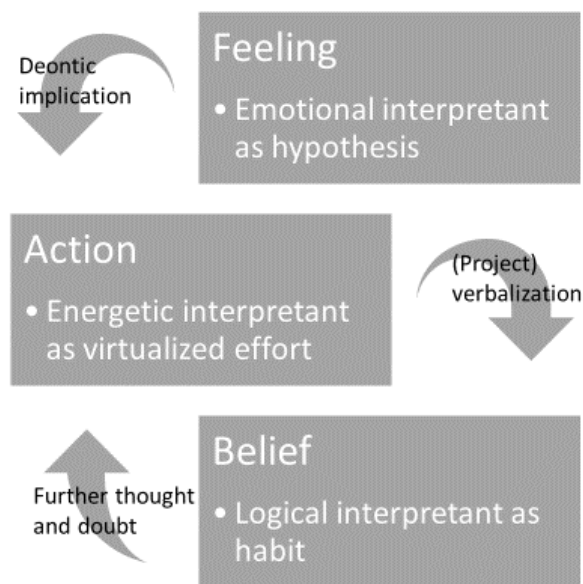 Feeling
• Emotional interpretant
as hypothesis
Deontic
implication
Action
• Energetic interpretant
as virtualized effort
(Project)
verbalization
Belief
• Logical interpretant as
habit
Further thought
and doubt